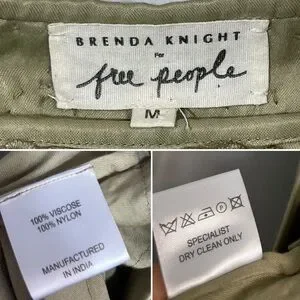 BRENDA KNIGHT
For
free people
M
100% VISCOSE
100% NYLON
MANUFACTURED
IN INDIA
P
SPECIALIST
DRY CLEAN ONLY